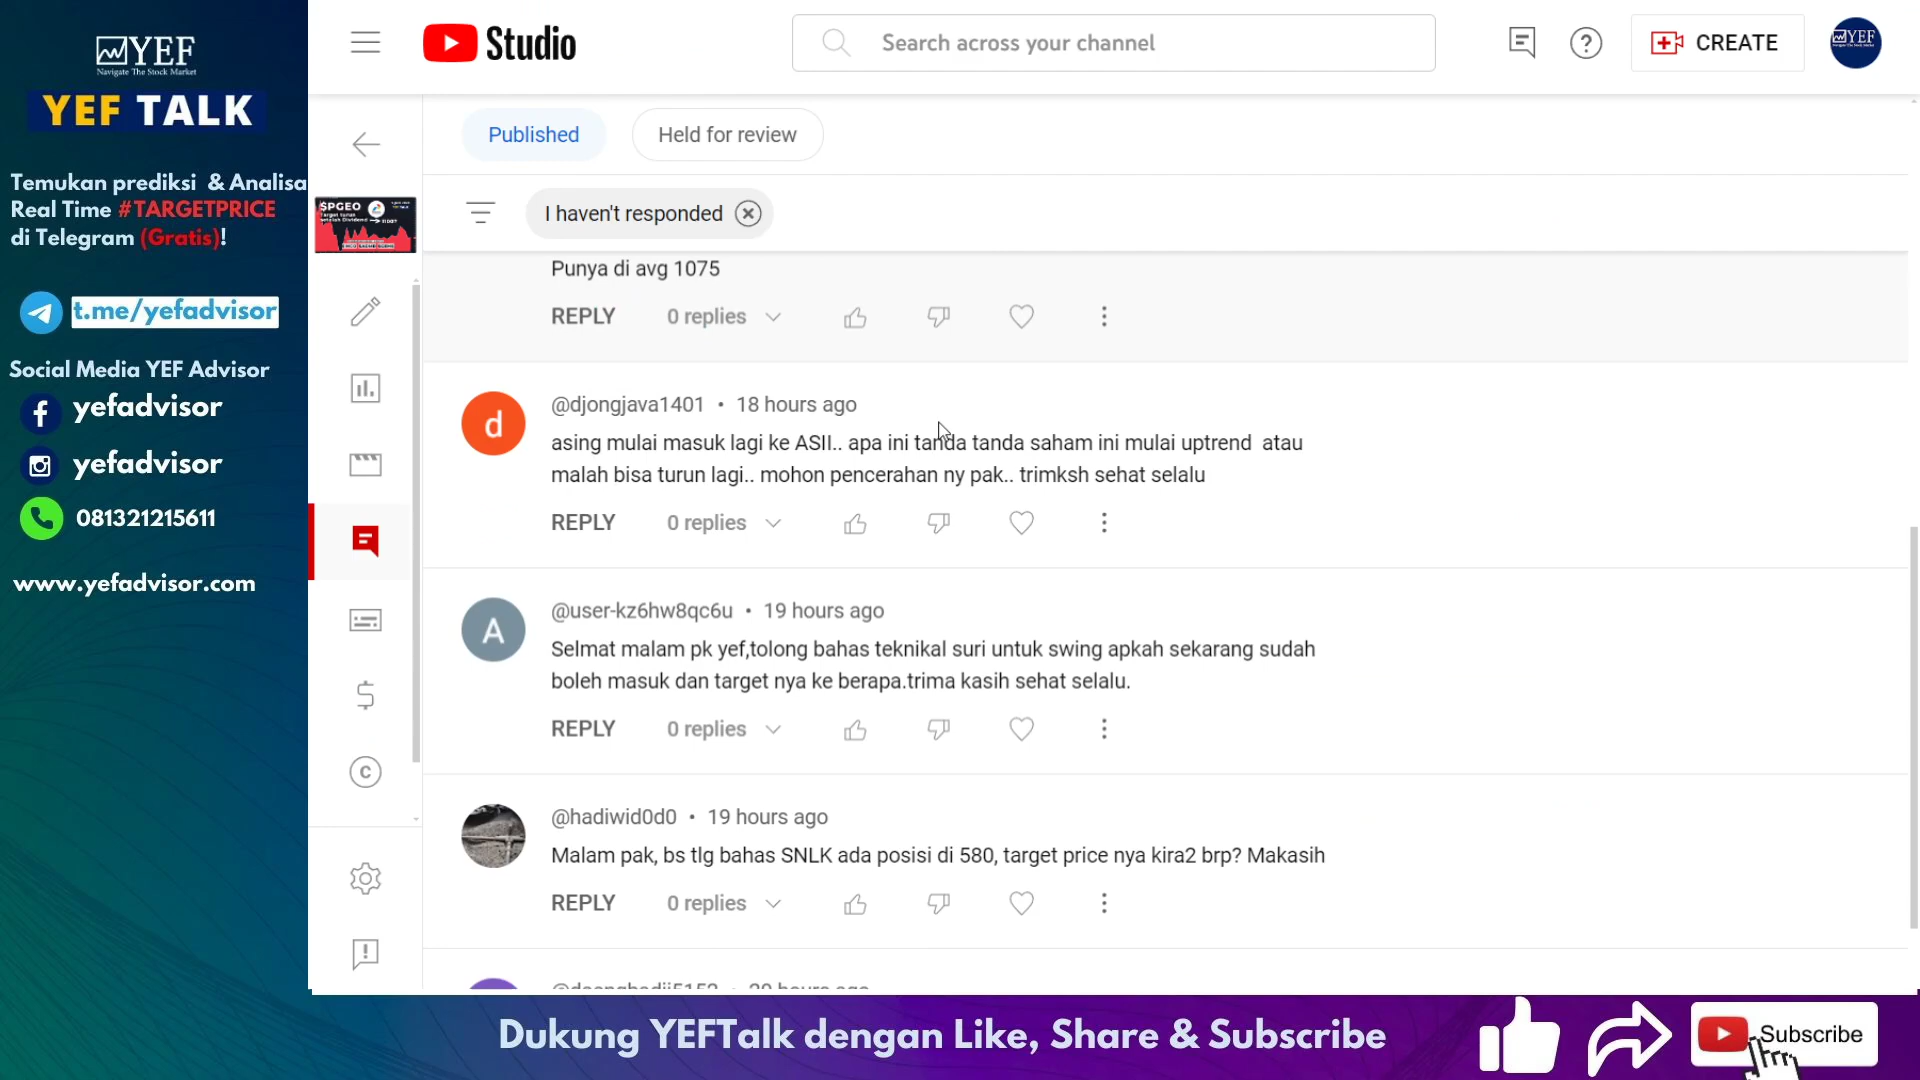 YEF
Navigate The Stock Market
YEF TALK
Temukan prediksi & Analisa
Real Time #TARGETPRICE
di Telegram (Gratis)!
t.me/yefadvisor
Social Media YEF Advisor
yefadvisor
yefadvisor
081321215611
www.yefadvisor.com
Studio
Search across your channel
CREATE
YEF
Published
Held for review
$PGEO
I haven't responded
Punya di avg 1075
REPLY 0 replies
@djongjava1401 • 18 hours ago
asing mulai masuk lagi ke ASII.. apa ini tanda tanda saham ini mulai uptrend atau
malah bisa turun lagi.. mohon pencerahan ny pak.. trimksh sehat selalu
REPLY 0 replies
A
@user-kz6hw8qc6u • 19 hours ago
Selmat malam pk yef,tolong bahas teknikal suri untuk swing apkah sekarang sudah
boleh masuk dan target nya ke berapa.trima kasih sehat selalu.
REPLY 0 replies
@hadiwid0d0 • 19 hours ago
Malam pak, bs tlg bahas SNLK ada posisi di 580, target price nya kira2 brp? Makasih
REPLY 0 replies
Dukung YEFTalk dengan Like, Share & Subscribe
Subscribe